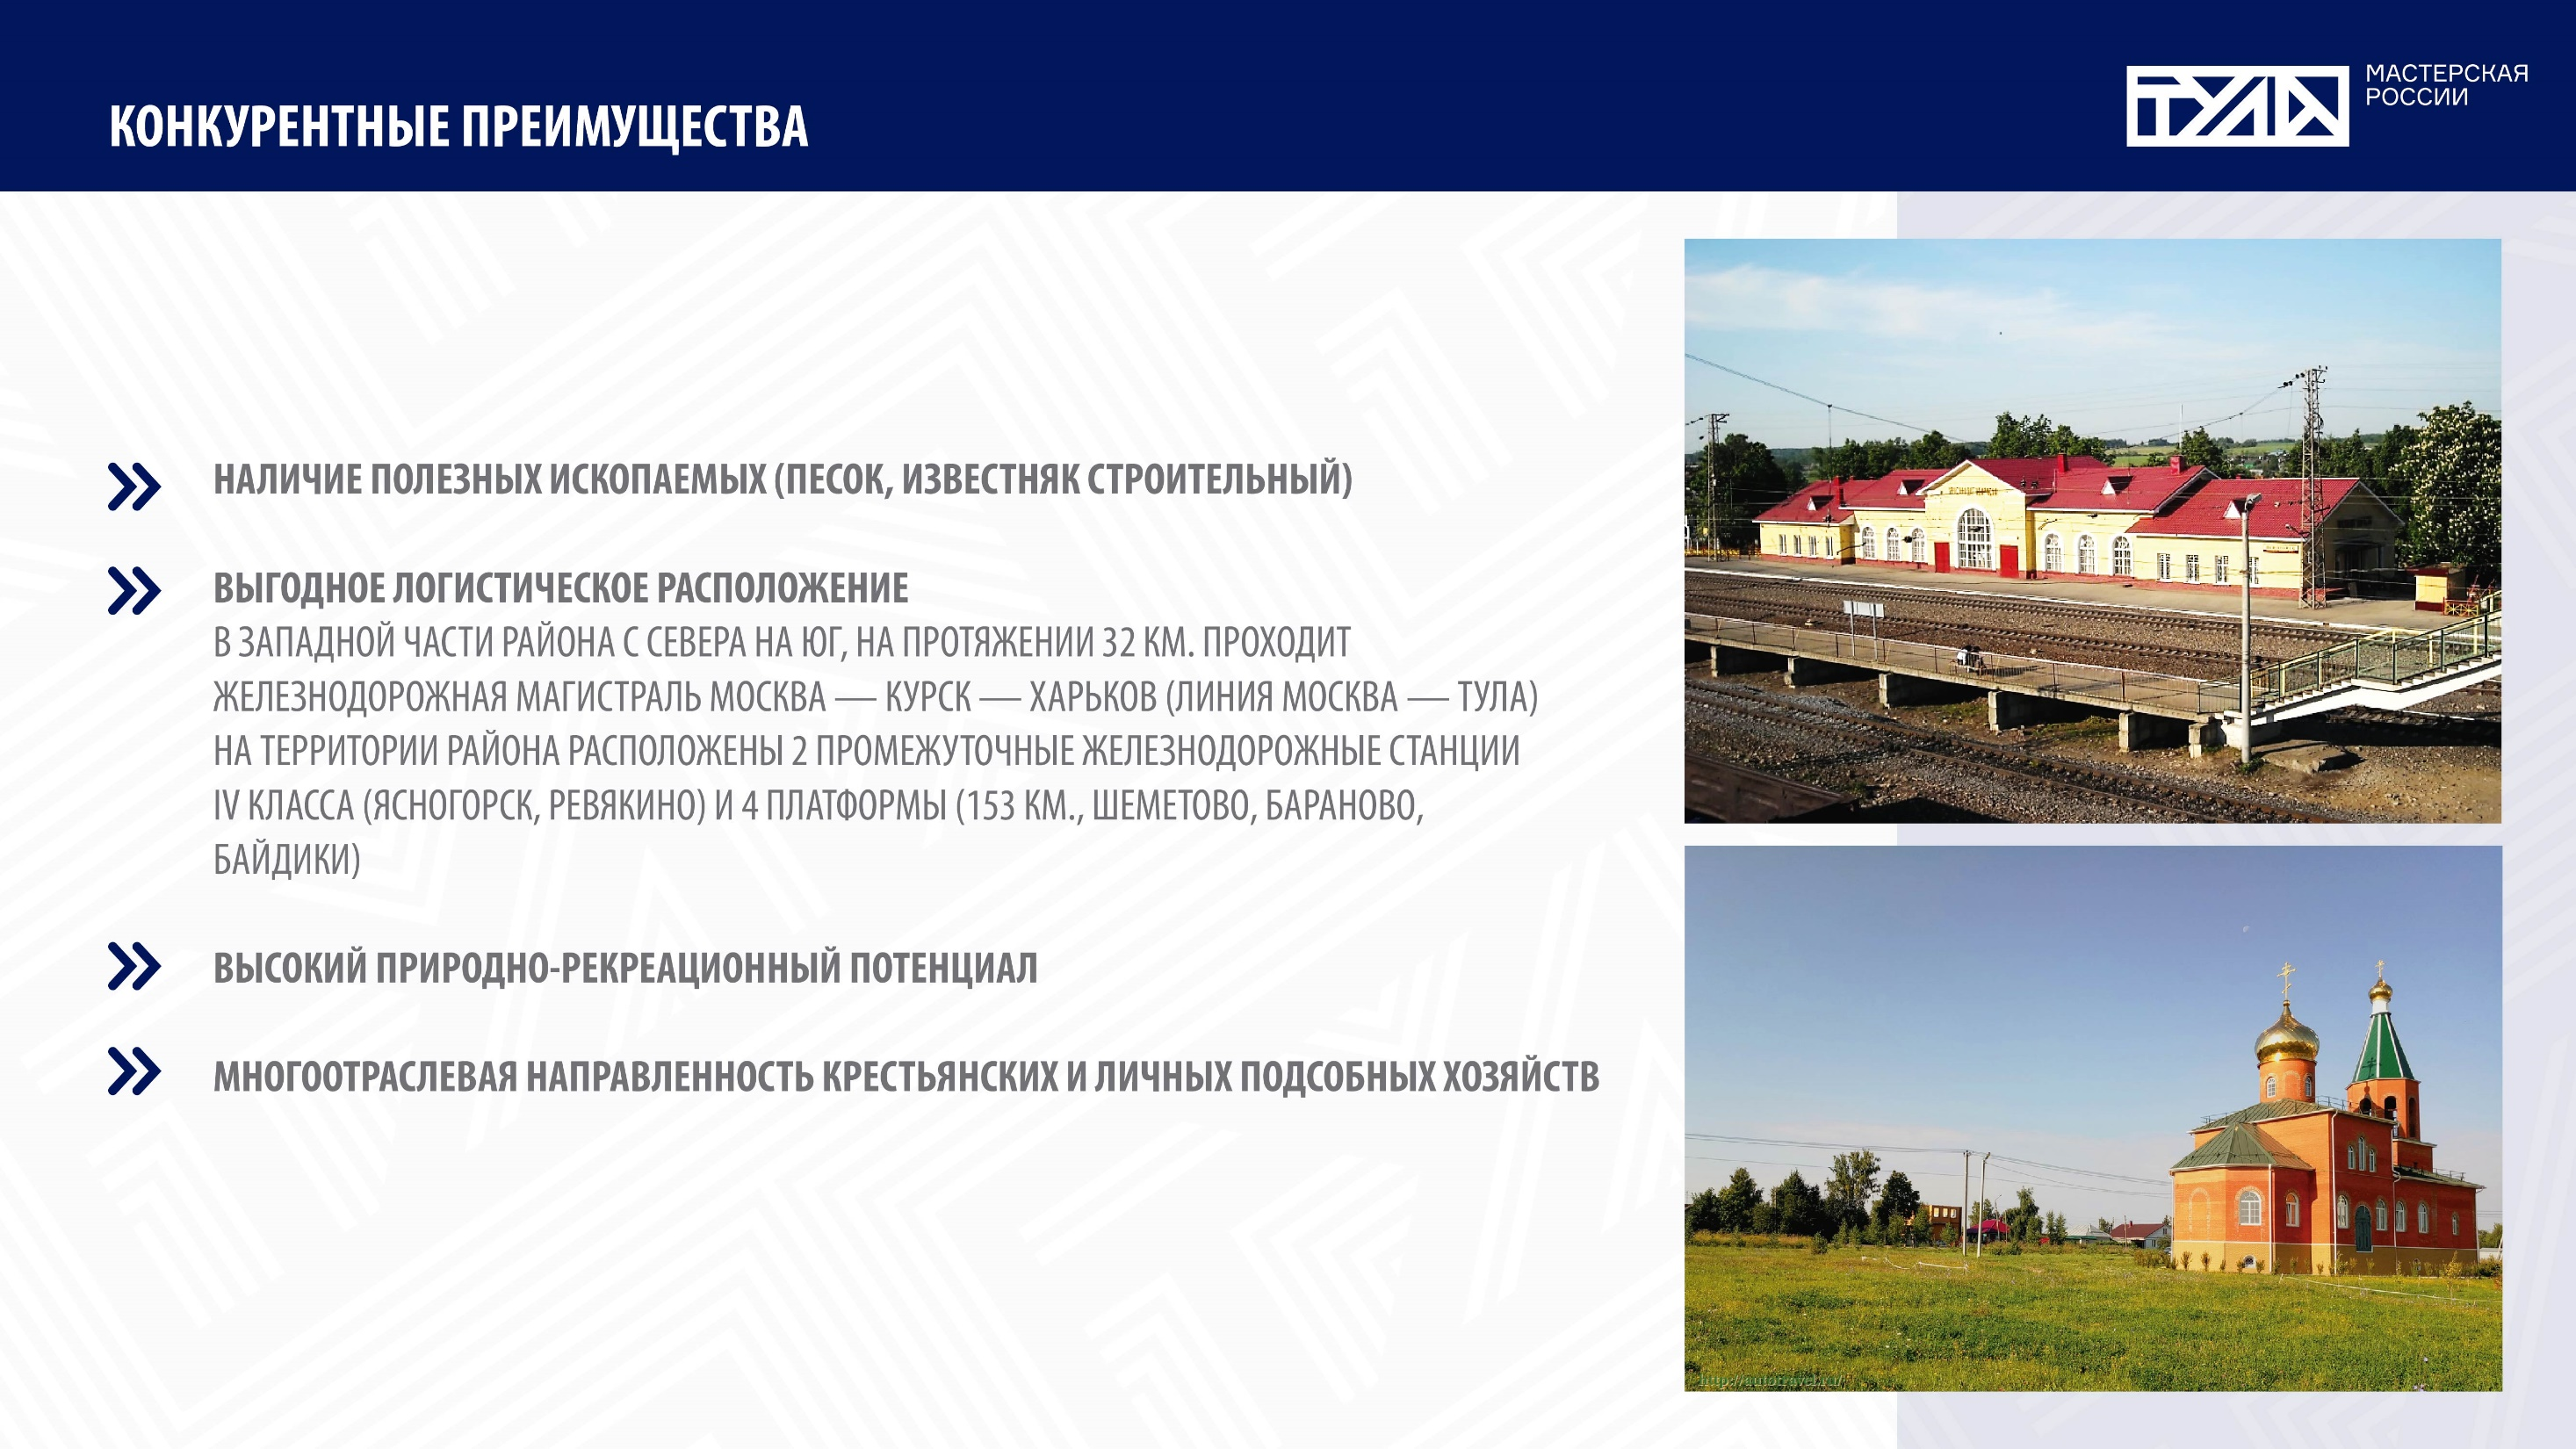 КОНКУРЕНТНЫЕ ПРЕИМУЩЕСТВА
ТУЛА
МАСТЕРСКАЯ
РОССИИ
НАЛИЧИЕ ПОЛЕЗНЫХ ИСКОПАЕМЫХ (ПЕСОК, ИЗВЕСТНЯК СТРОИТЕЛЬНЫЙ)
ВЫГОДНОЕ ЛОГИСТИЧЕСКОЕ РАСПОЛОЖЕНИЕ
В ЗАПАДНОЙ ЧАСТИ РАЙОНА С СЕВЕРА НА ЮГ, НА ПРОТЯЖЕНИИ 32 КМ. ПРОХОДИТ
ЖЕЛЕЗНОДОРОЖНАЯ МАГИСТРАЛЬ МОСКВА — КУРСК — ХАРЬКОВ (ЛИНИЯ МОСКВА — ТУЛА)
НА ТЕРРИТОРИИ РАЙОНА РАСПОЛОЖЕНЫ 2 ПРОМЕЖУТОЧНЫЕ ЖЕЛЕЗНОДОРОЖНЫЕ СТАНЦИИ
IV КЛАССА (ЯСНОГОРСК, РЕВЯКИНО) И 4 ПЛАТФОРМЫ (153 КМ., ШЕМЕТОВО, БАРАНОВО,
БАЙДИКИ)
ВЫСОКИЙ ПРИРОДНО-РЕКРЕАЦИОННЫЙ ПОТЕНЦИАЛ
МНОГООТРАСЛЕВАЯ НАПРАВЛЕННОСТЬ КРЕСТЬЯНСКИХ И ЛИЧНЫХ ПОДСОБНЫХ ХОЗЯЙСТВ
http://autotravel.ru/